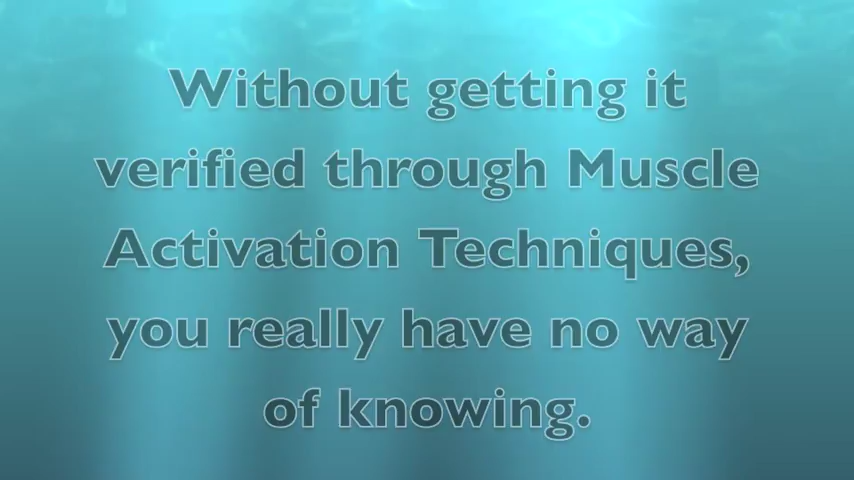 Without getting it
verified through Muscle
Activation Techniques,
you really have no way
of knowing.